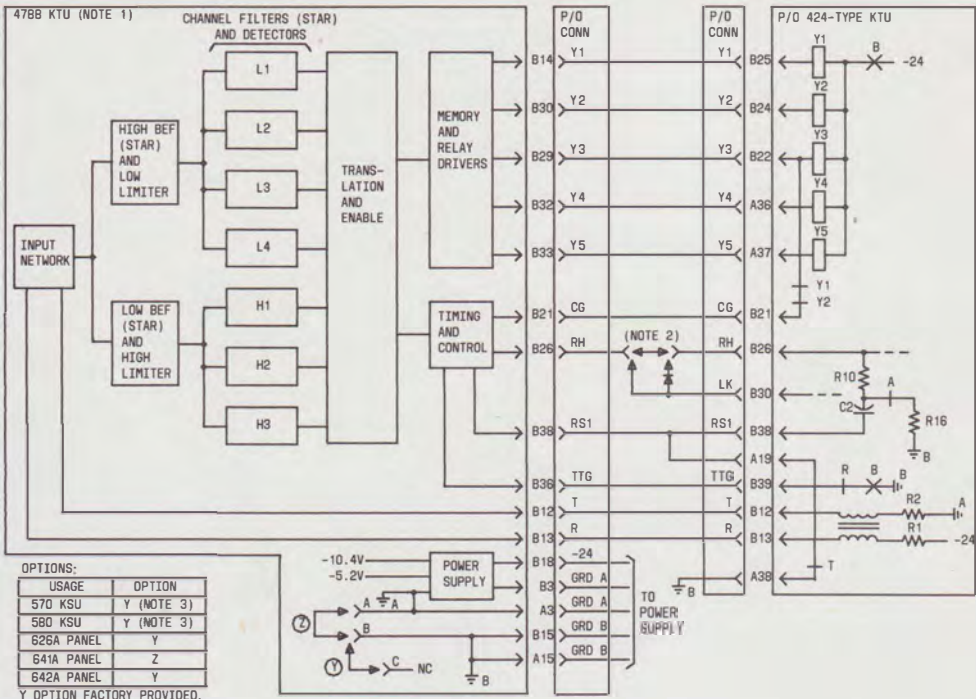 47BB KTU (NOTE 1)
CHANNEL FILTERS (STAR)
AND DETECTORS
L1
L2
L3
L4
H1
H2
H3
HIGH BEF
(STAR)
AND
LOW
LIMITER
LOW BEF
(STAR)
AND
HIGH
LIMITER
INPUT
NETWORK
TRANS-
LATION
AND
ENABLE
MEMORY
AND
RELAY
DRIVERS
TIMING
AND
CONTROL
-10.4V
-5.2V
POWER
SUPPLY
A A
B
C NC
Z
Y
B
P/O
CONN
B14 Y1
B30 Y2
B29 Y3
B32 Y4
B33 Y5
B21 CG
B26 RH
B38 RS1
B36 TTG
B12 T
B13 R
B18 -24
B3 GRD A
A3 GRD A
B15 GRD B
A15 GRD B
TO
POWER
SUPPLY
(NOTE 2)
P/O
CONN
Y1 B25
Y2 B24
Y3 B22
Y4 A36
Y5 A37
CG B21
RH B26
LK B30
RS1 B38
A19
TTG B39
T B12
R B13
B A38
P/O 424-TYPE KTU
Y1
B
-24
Y2
Y3
Y4
Y5
Y1
Y2
R10
A
C2
R16
B
R B B
R2 A
R1
-24
T
OPTIONS:
USAGE OPTION
570 KSU Y (NOTE 3)
580 KSU Y (NOTE 3)
626A PANEL Y
641A PANEL Z
642A PANEL Y
Y OPTION FACTORY PROVIDED.